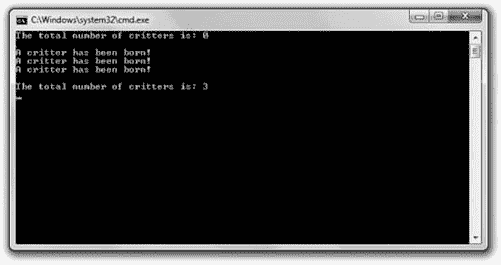 C:\Windows\system32\cmd.exe
The total number of critters is: 0
A critter has been born!
A critter has been born!
A critter has been born!
The total number of critters is: 3